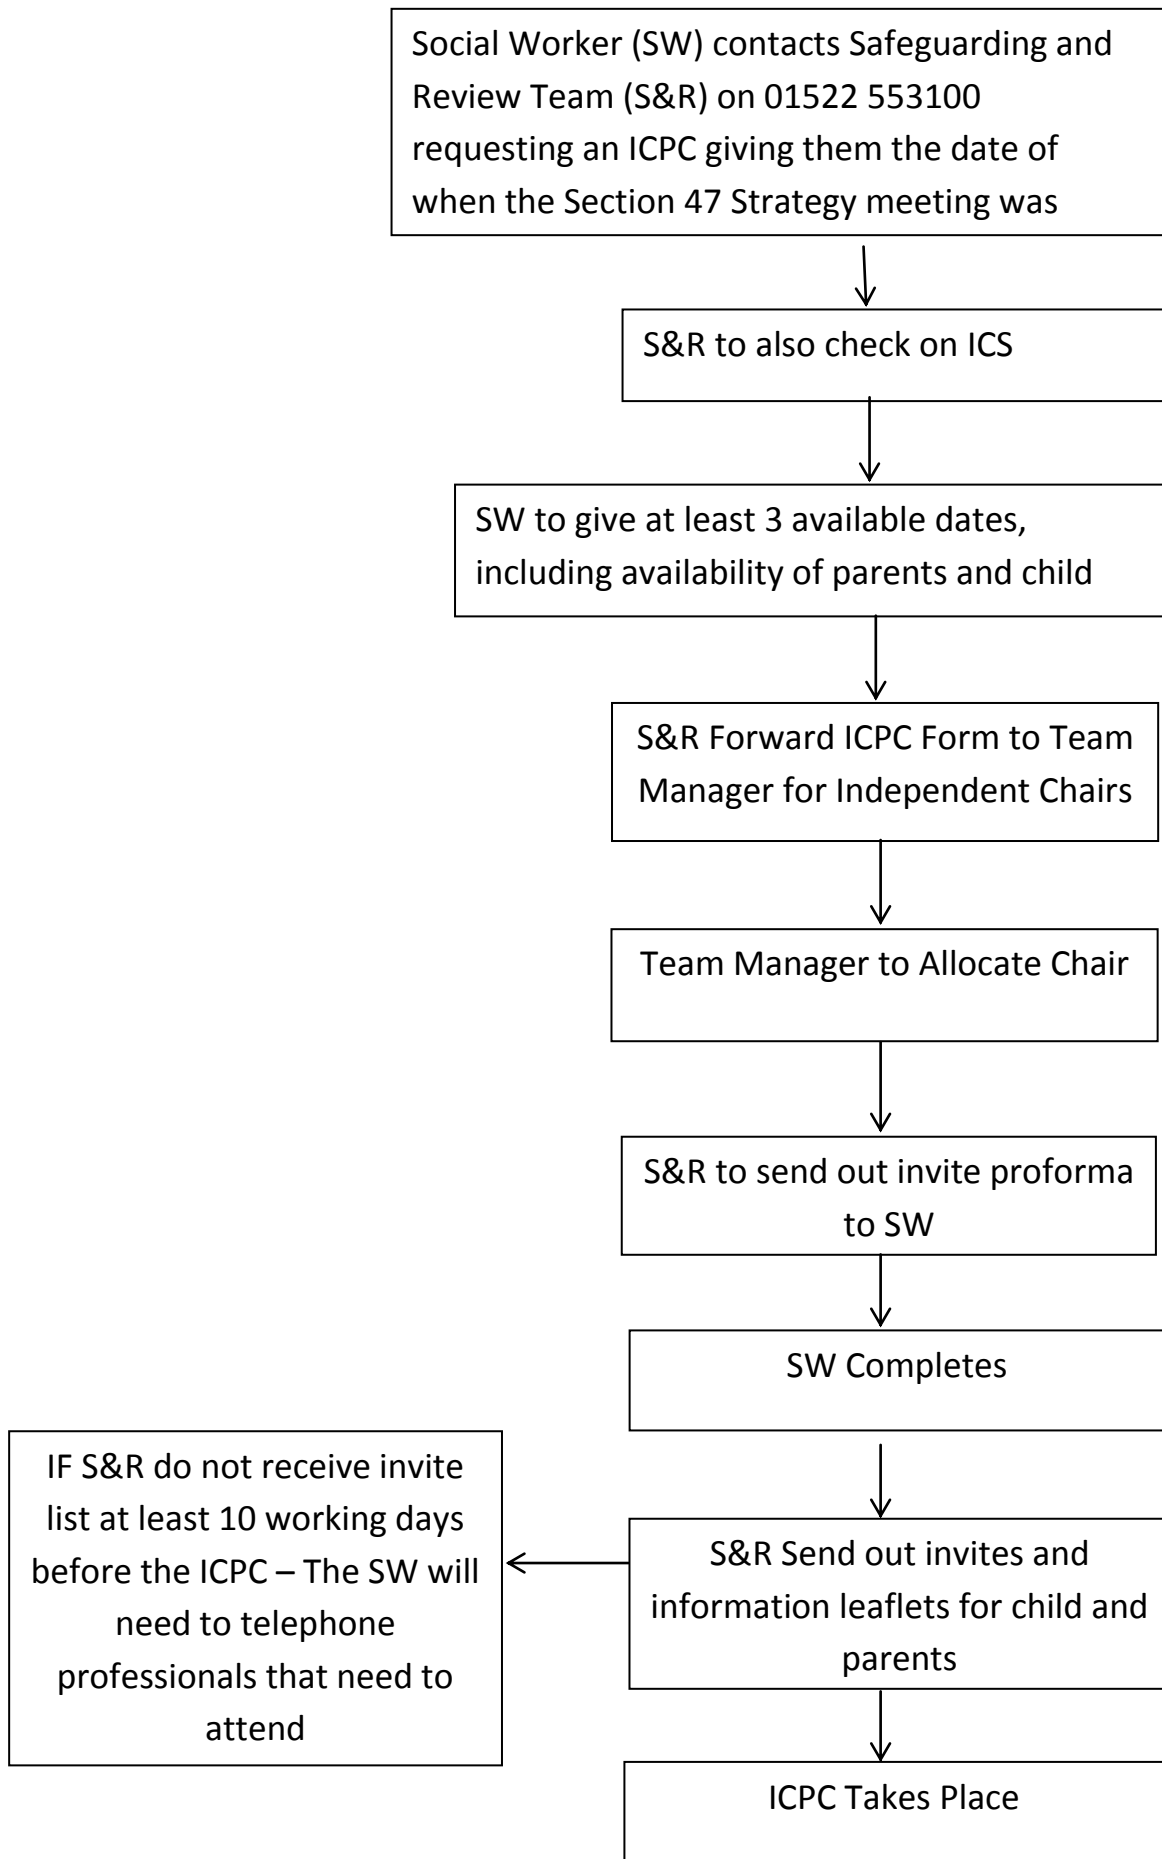 Social Worker (SW) contacts Safeguarding and
Review Team (S&R) on 01522 553100
requesting an ICPC giving them the date of
when the Section 47 Strategy meeting was
S&R to also check on ICS
SW to give at least 3 available dates,
including availability of parents and child
S&R Forward ICPC Form to Team
Manager for Independent Chairs
Team Manager to Allocate Chair
S&R to send out invite proforma
to SW
SW Completes
IF S&R do not receive invite
list at least 10 working days
before the ICPC – The SW will
need to telephone
professionals that need to
attend
S&R Send out invites and
information leaflets for child and
parents
ICPC Takes Place